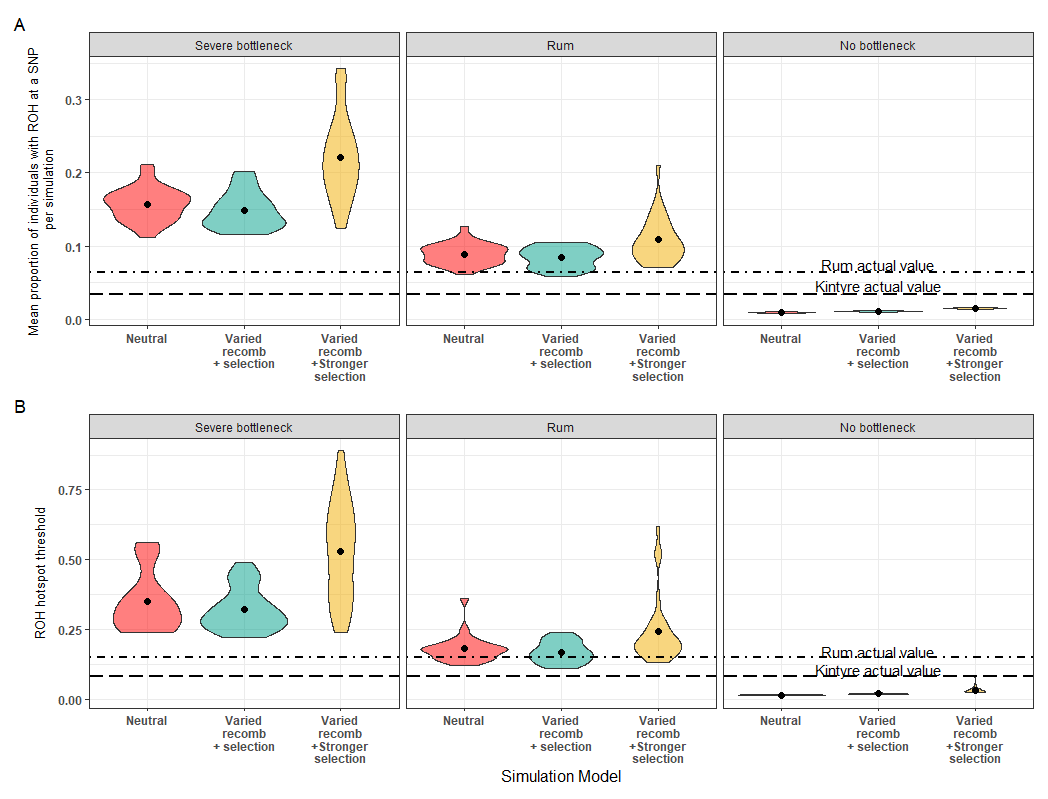 A
Severe bottleneck
Rum
No bottleneck
Mean proportion of individuals with ROH at a SNP
per simulation
0.3
0.2
0.1
0.0
Rum actual value
Kintyre actual value
Neutral
Varied
recomb
+ selection
Varied
recomb
+Stronger
selection
Neutral
Varied
recomb
+ selection
Varied
recomb
+Stronger
selection
Neutral
Varied
recomb
+ selection
Varied
recomb
+Stronger
selection
B
Severe bottleneck
Rum
No bottleneck
ROH hotspot threshold
0.75
0.50
0.25
0.00
Rum actual value
Kintyre actual value
Neutral
Varied
recomb
+ selection
Varied
recomb
+Stronger
selection
Neutral
Varied
recomb
+ selection
Varied
recomb
+Stronger
selection
Neutral
Varied
recomb
+ selection
Varied
recomb
+Stronger
selection
Simulation Model